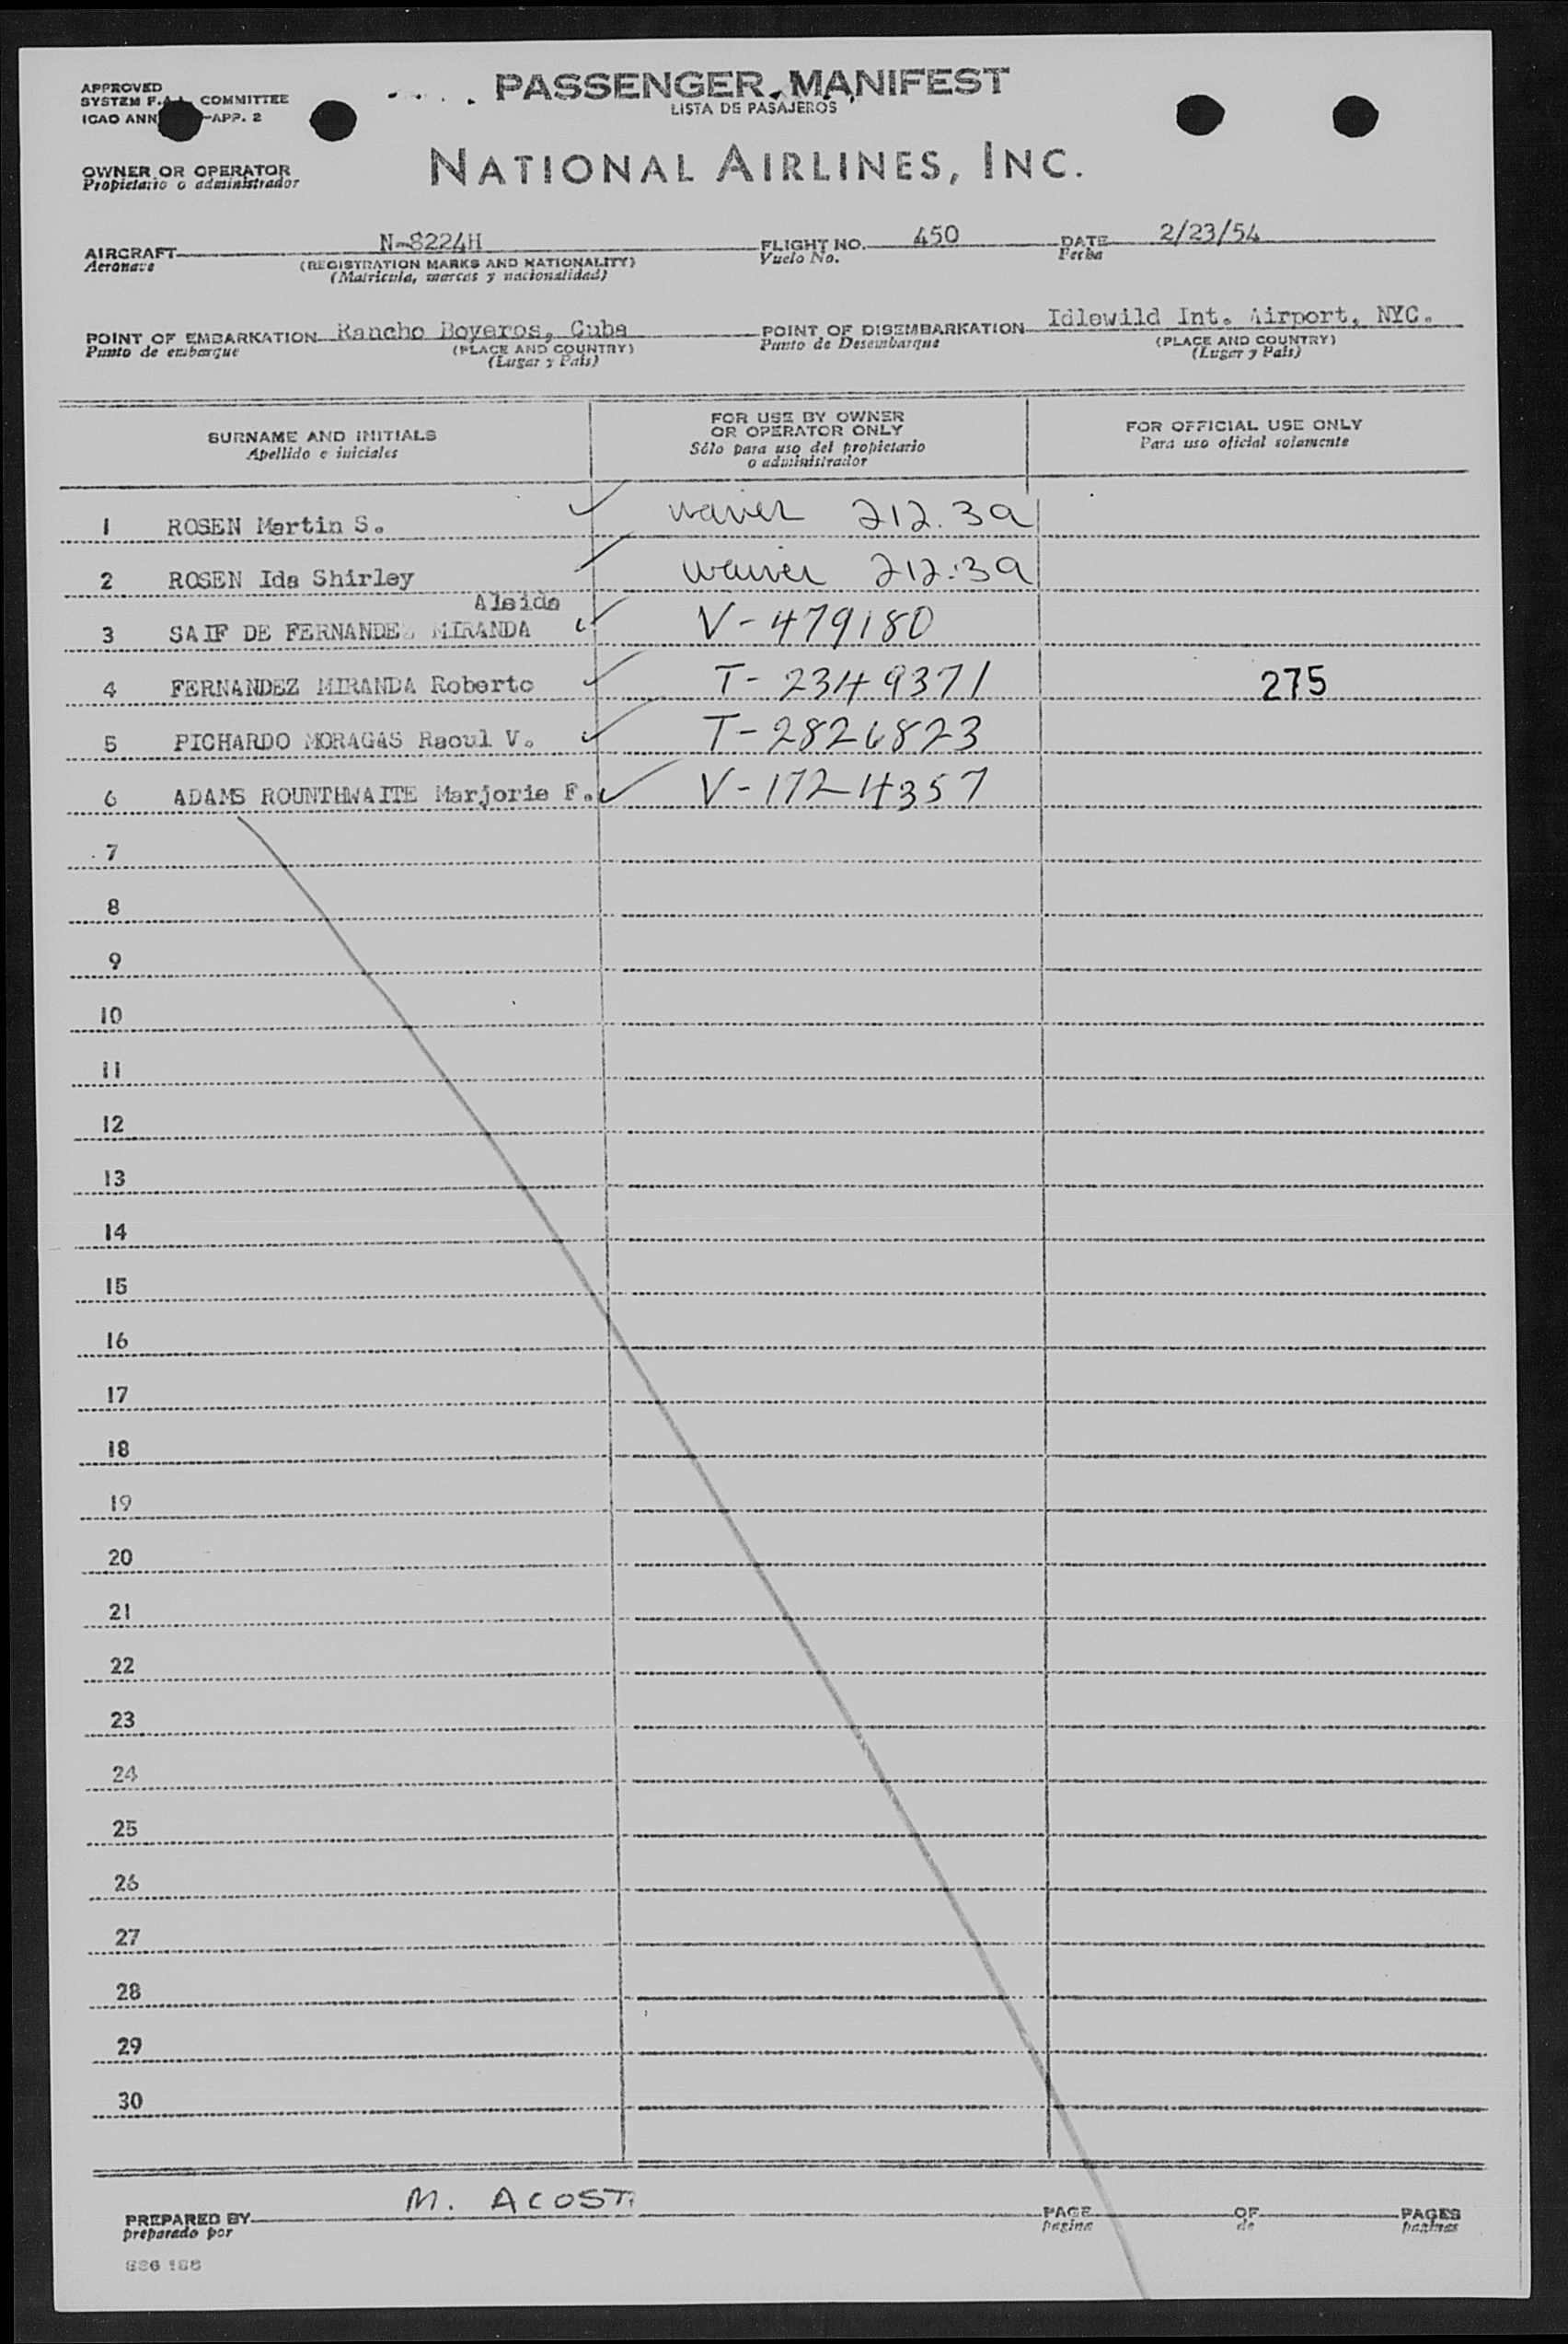 APPROVED
SYSTEM F.A.L. COMMITTEE
ICAO ANN -APP. 2
PASSENGER MANIFEST
LISTA DE PASAJEROS
OWNER OR OPERATOR
Propietario o administrador
NATIONAL AIRLINES, INC.
AIRCRAFT N-8224H FLIGHT NO. 450 DATE 2/23/54
Aeronave (REGISTRATION MARKS AND NATIONALITY) Vuelo No. Fecha
(Matricula, marcas y nacionalidad)
POINT OF EMBARKATION Rancho Boyeros, Cuba POINT OF DISEMBARKATION Idlewild Int. Airport, NYC.
Punto de embarque (PLACE AND COUNTRY) Punto de Desembarque (PLACE AND COUNTRY)
(Lugar y País) (Lugar y País)
SURNAME AND INITIALS FOR USE BY OWNER OR OPERATOR ONLY FOR OFFICIAL USE ONLY
Apellido e iniciales Sólo para uso del propietario o administrador Para uso oficial solamente
1 ROSEN Martin S. ✓ waiver 212.3a
2 ROSEN Ida Shirley ✓ waiver 212.3a
Aleida
3 SAIF DE FERNANDEZ MIRANDA ✓ V-479180
4 FERNANDEZ MIRANDA Roberto ✓ T-2349371 275
5 PICHARDO MORAGAS Raoul V. ✓ T-2826823
6 ADAMS ROUNTHWAITE Marjorie F. ✓ V-1724357
7
8
9
10
11
12
13
14
15
16
17
18
19
20
21
22
23
24
25
26
27
28
29
30
PREPARED BY M. ACOSTA PAGE OF PAGES
preparado por pagina de paginas